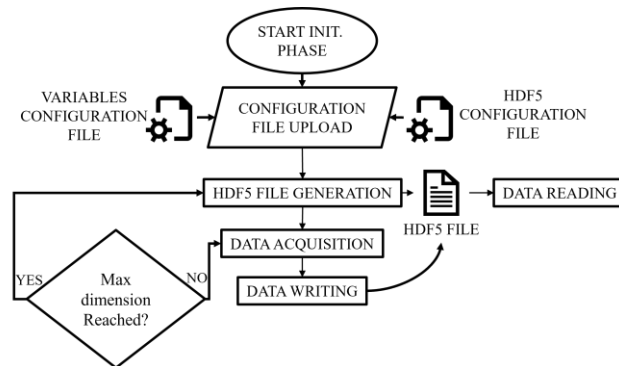 START INIT.
PHASE
VARIABLES
CONFIGURATION
FILE
CONFIGURATION
FILE UPLOAD
HDF5
CONFIGURATION
FILE
HDF5 FILE GENERATION
DATA READING
HDF5 FILE
DATA ACQUISITION
YES
NO
Max
dimension
Reached?
DATA WRITING